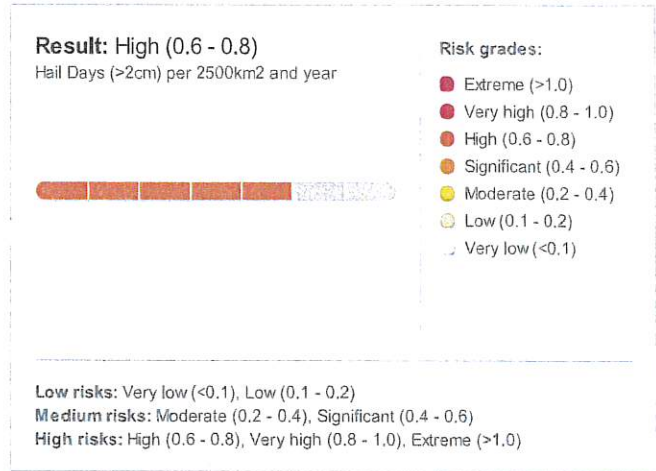 Result: High (0.6 - 0.8)
Hail Days (>2cm) per 2500km2 and year
Risk grades:
Extreme (>1.0)
Very high (0.8 - 1.0)
High (0.6 - 0.8)
Significant (0.4 - 0.6)
Moderate (0.2 - 0.4)
Low (0.1 - 0.2)
Very low (<0.1)
Low risks: Very low (<0.1), Low (0.1 - 0.2)
Medium risks: Moderate (0.2 - 0.4), Significant (0.4 - 0.6)
High risks: High (0.6 - 0.8), Very high (0.8 - 1.0), Extreme (>1.0)